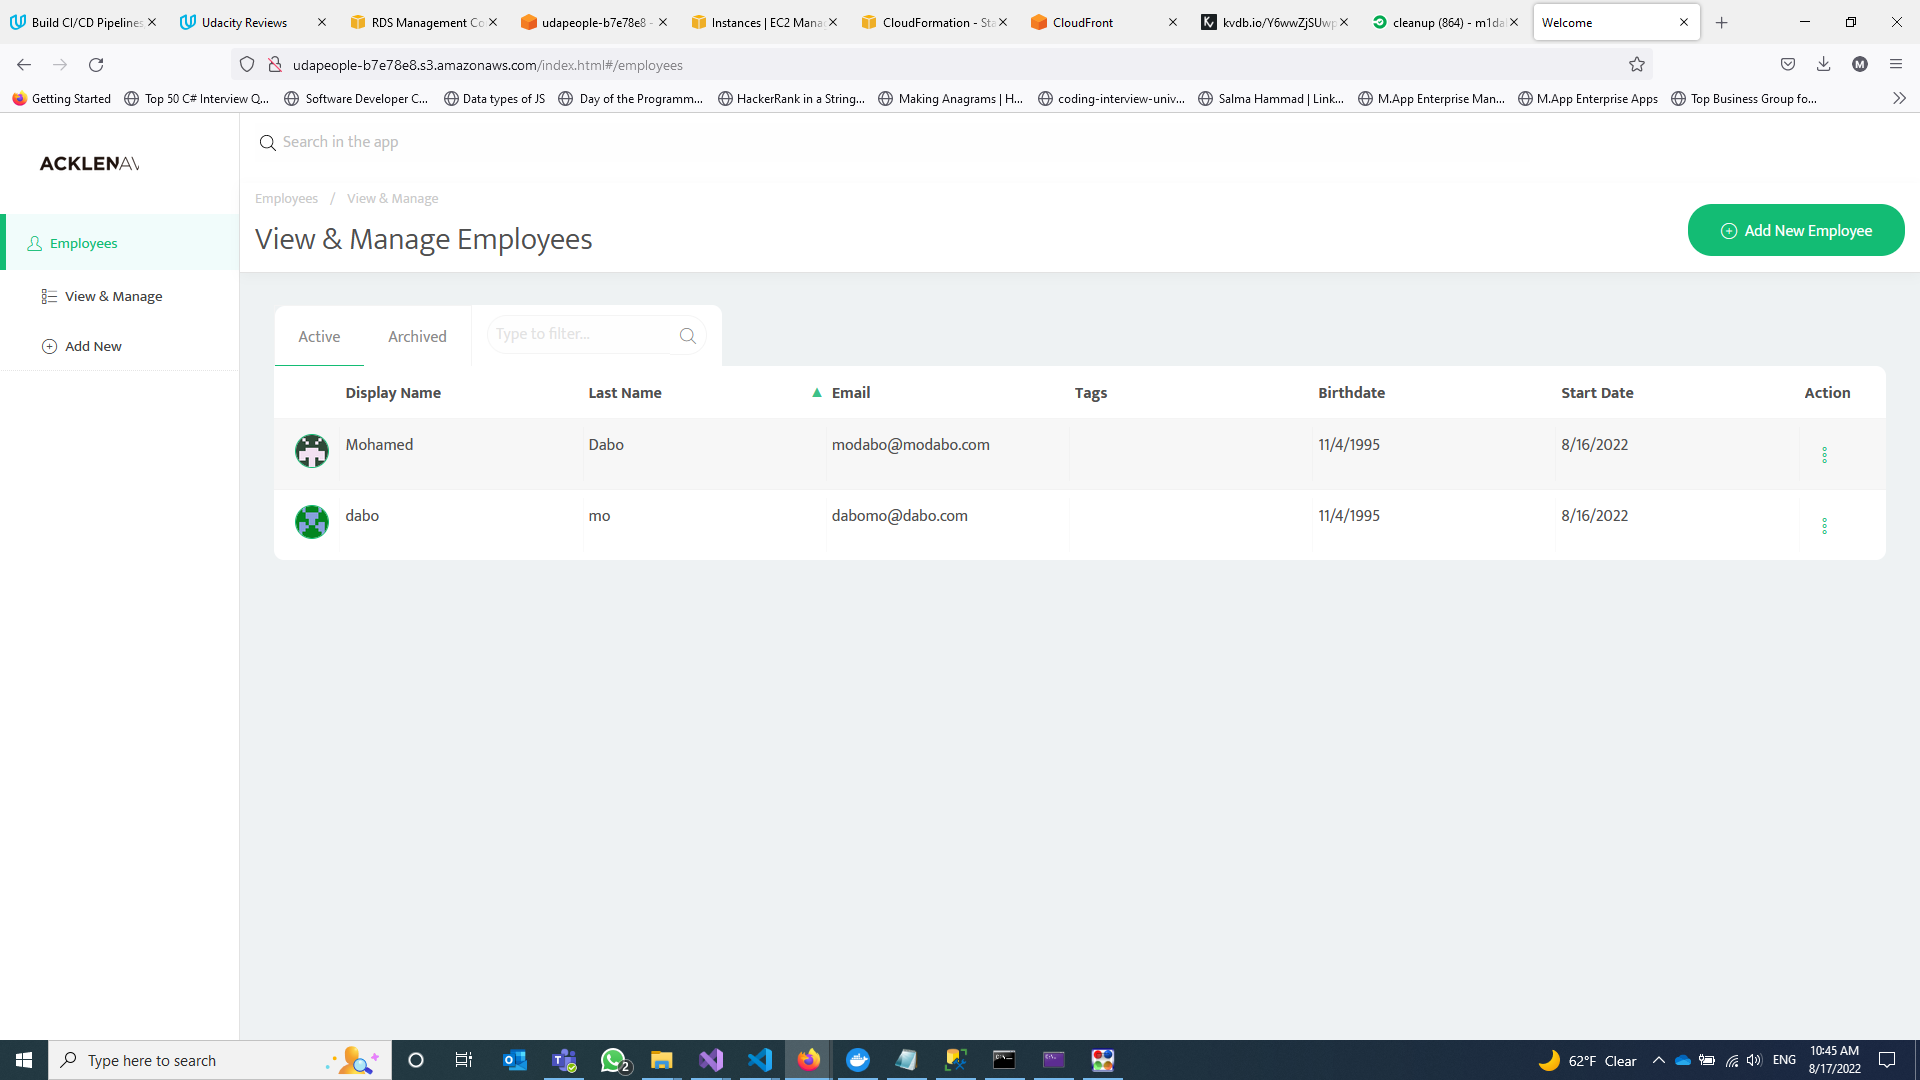 Build CI/CD Pipelines,
Udacity Reviews
RDS Management Co
udapeople-b7e78e8 -
Instances | EC2 Mana
CloudFormation - Sta
CloudFront
kvdb.io/Y6wwZjSUwp
cleanup (864) - m1da
Welcome
udapeople-b7e78e8.s3.amazonaws.com/index.html#/employees
M
Getting Started
Top 50 C# Interview Q...
Software Developer C...
Data types of JS
Day of the Programm...
HackerRank in a String...
Making Anagrams | H...
coding-interview-univ...
Salma Hammad | Link...
M.App Enterprise Man...
M.App Enterprise Apps
Top Business Group fo...
ACKLENAV
Search in the app
Employees / View & Manage
View & Manage Employees
Add New Employee
Employees
View & Manage
Add New
Active
Archived
Type to filter...
Display Name Last Name ▲ Email Tags Birthdate Start Date Action
Mohamed Dabo modabo@modabo.com 11/4/1995 8/16/2022
dabo mo dabomo@dabo.com 11/4/1995 8/16/2022
Type here to search
2
62°F Clear
ENG
10:45 AM
8/17/2022